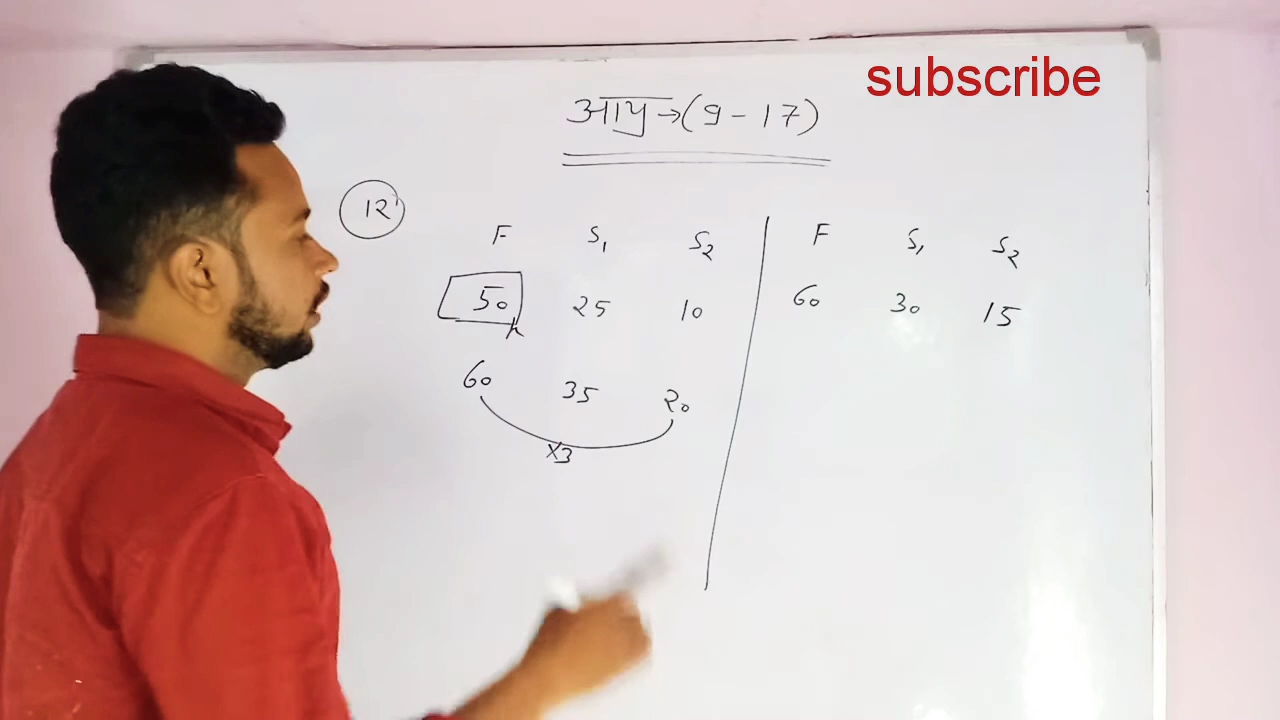 subscribe
आयु → (9 - 17)
12
F S₁ S₂
50 25 10
60 35 20
x3
F S₁ S₂
60 30 15